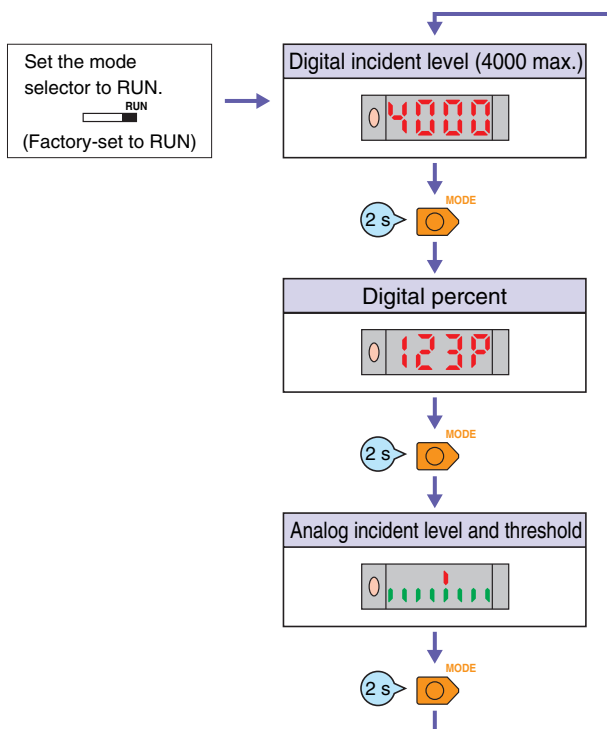 Set the mode
selector to RUN.
RUN
(Factory-set to RUN)
Digital incident level (4000 max.)
4000
2 s
MODE
Digital percent
123P
2 s
MODE
Analog incident level and threshold
2 s
MODE